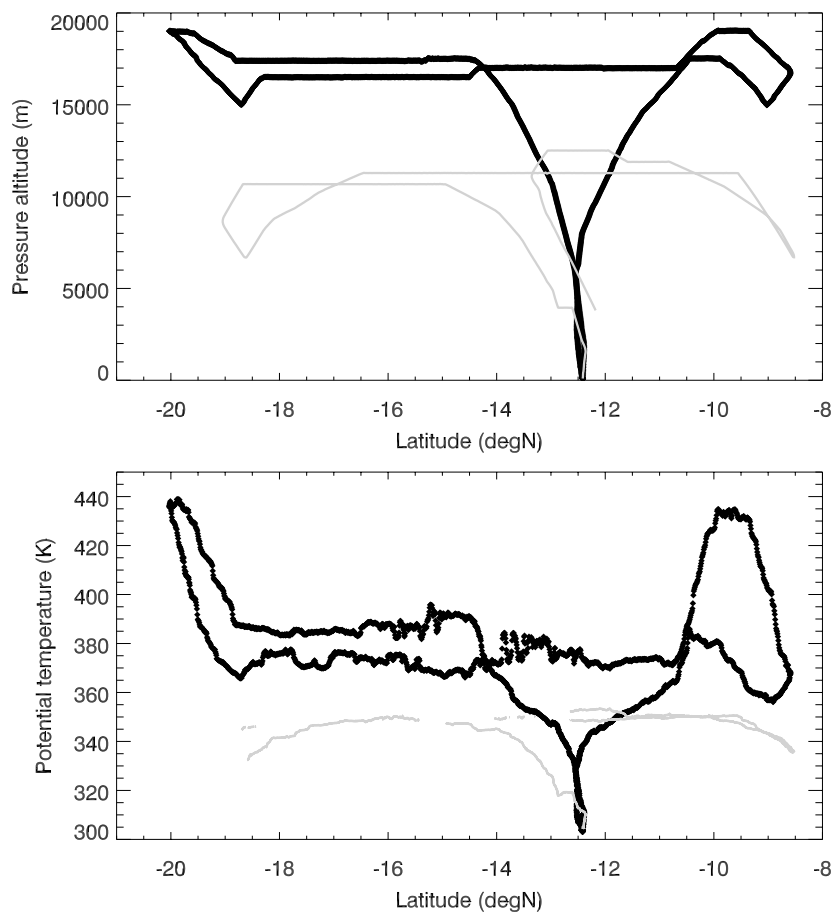 20000
15000
10000
5000
0
Pressure altitude (m)
-20 -18 -16 -14 -12 -10 -8
Latitude (degN)
440
420
400
380
360
340
320
300
Potential temperature (K)
-20 -18 -16 -14 -12 -10 -8
Latitude (degN)